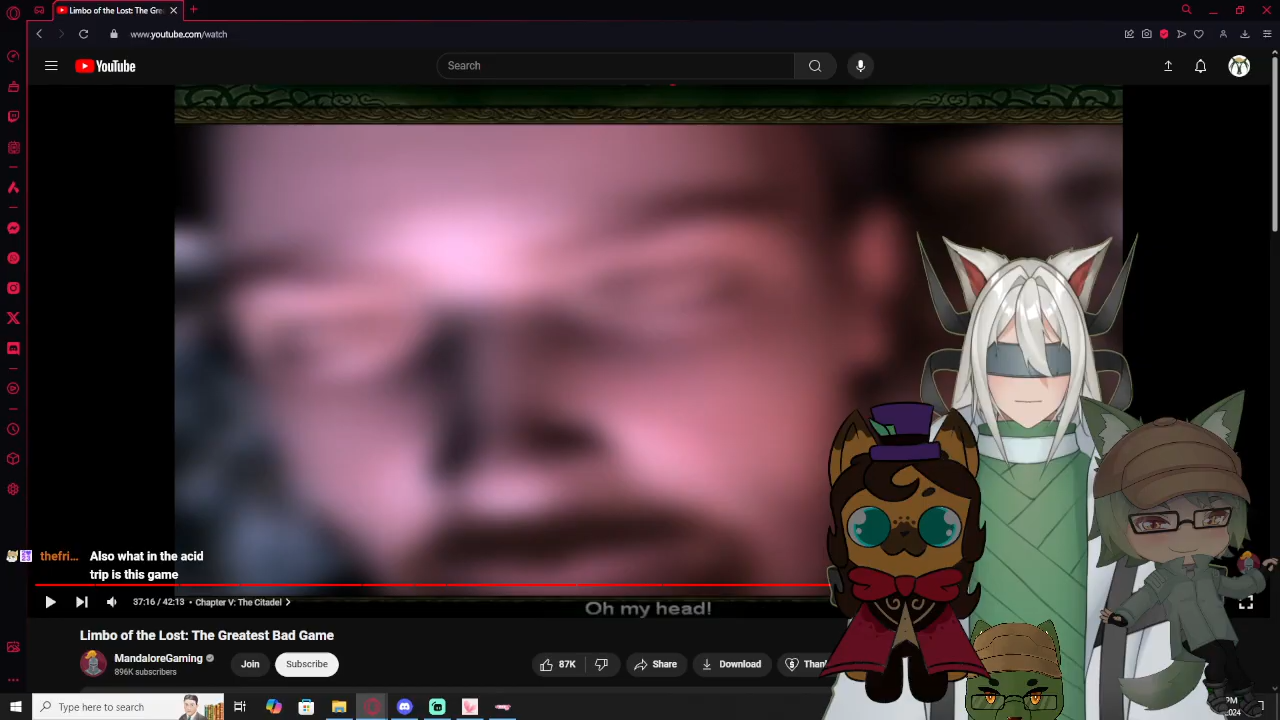 Limbo of the Lost: The Gre
www.youtube.com/watch
YouTube
Search
thefri...
Also what in the acid
trip is this game
37:16 / 42:13 • Chapter V: The Citadel
Oh my head!
Limbo of the Lost: The Greatest Bad Game
MandaloreGaming
896K subscribers
Join
Subscribe
87K
Share
Download
Than
Type here to search
PM
2024